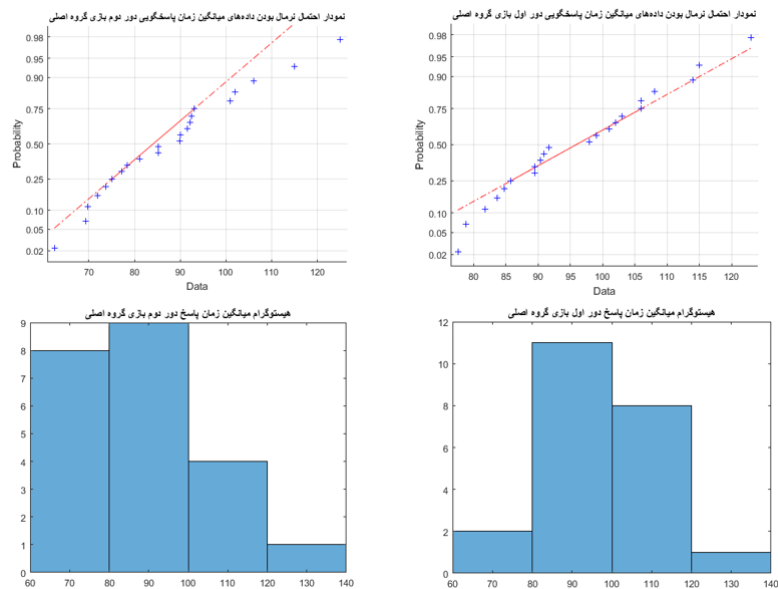 نمودار احتمال نرمال بودن داده‌های میانگین زمان پاسخگویی دور دوم بازی گروه اصلی
0.98
0.95
0.90
0.75
0.50
0.25
0.10
0.05
0.02
Probability
70 80 90 100 110 120
Data
نمودار احتمال نرمال بودن داده‌های میانگین زمان پاسخگویی دور اول بازی گروه اصلی
0.98
0.95
0.90
0.75
0.50
0.25
0.10
0.05
0.02
Probability
80 85 90 95 100 105 110 115 120
Data
هیستوگرام میانگین زمان پاسخ دور دوم بازی گروه اصلی
9
8
7
6
5
4
3
2
1
0
60 70 80 90 100 110 120 130 140
هیستوگرام میانگین زمان پاسخ دور اول بازی گروه اصلی
12
10
8
6
4
2
0
60 70 80 90 100 110 120 130 140